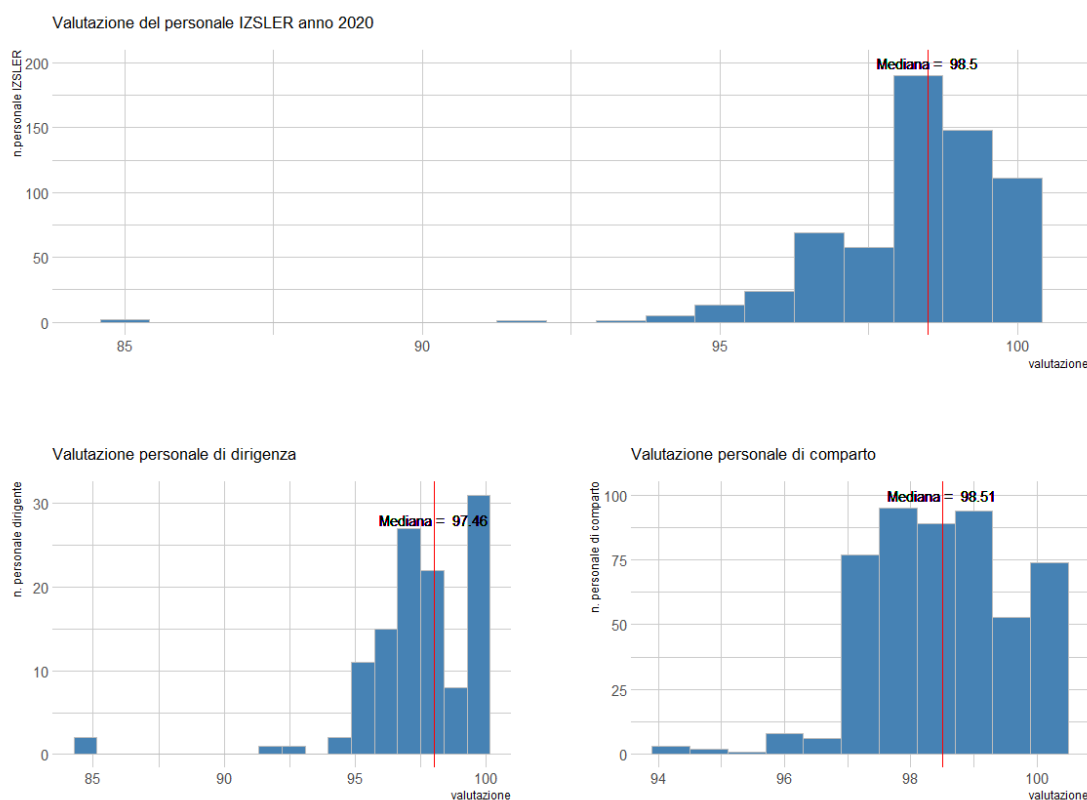 Valutazione del personale IZSLER anno 2020
n.personale IZSLER
200
150
100
50
0
Mediana = 98.5
85
90
95
100
valutazione
Valutazione personale di dirigenza
n. personale dirigente
30
20
10
0
Mediana = 97.46
85
90
95
100
valutazione
Valutazione personale di comparto
n. personale di comparto
100
75
50
25
0
Mediana = 98.51
94
96
98
100
valutazione